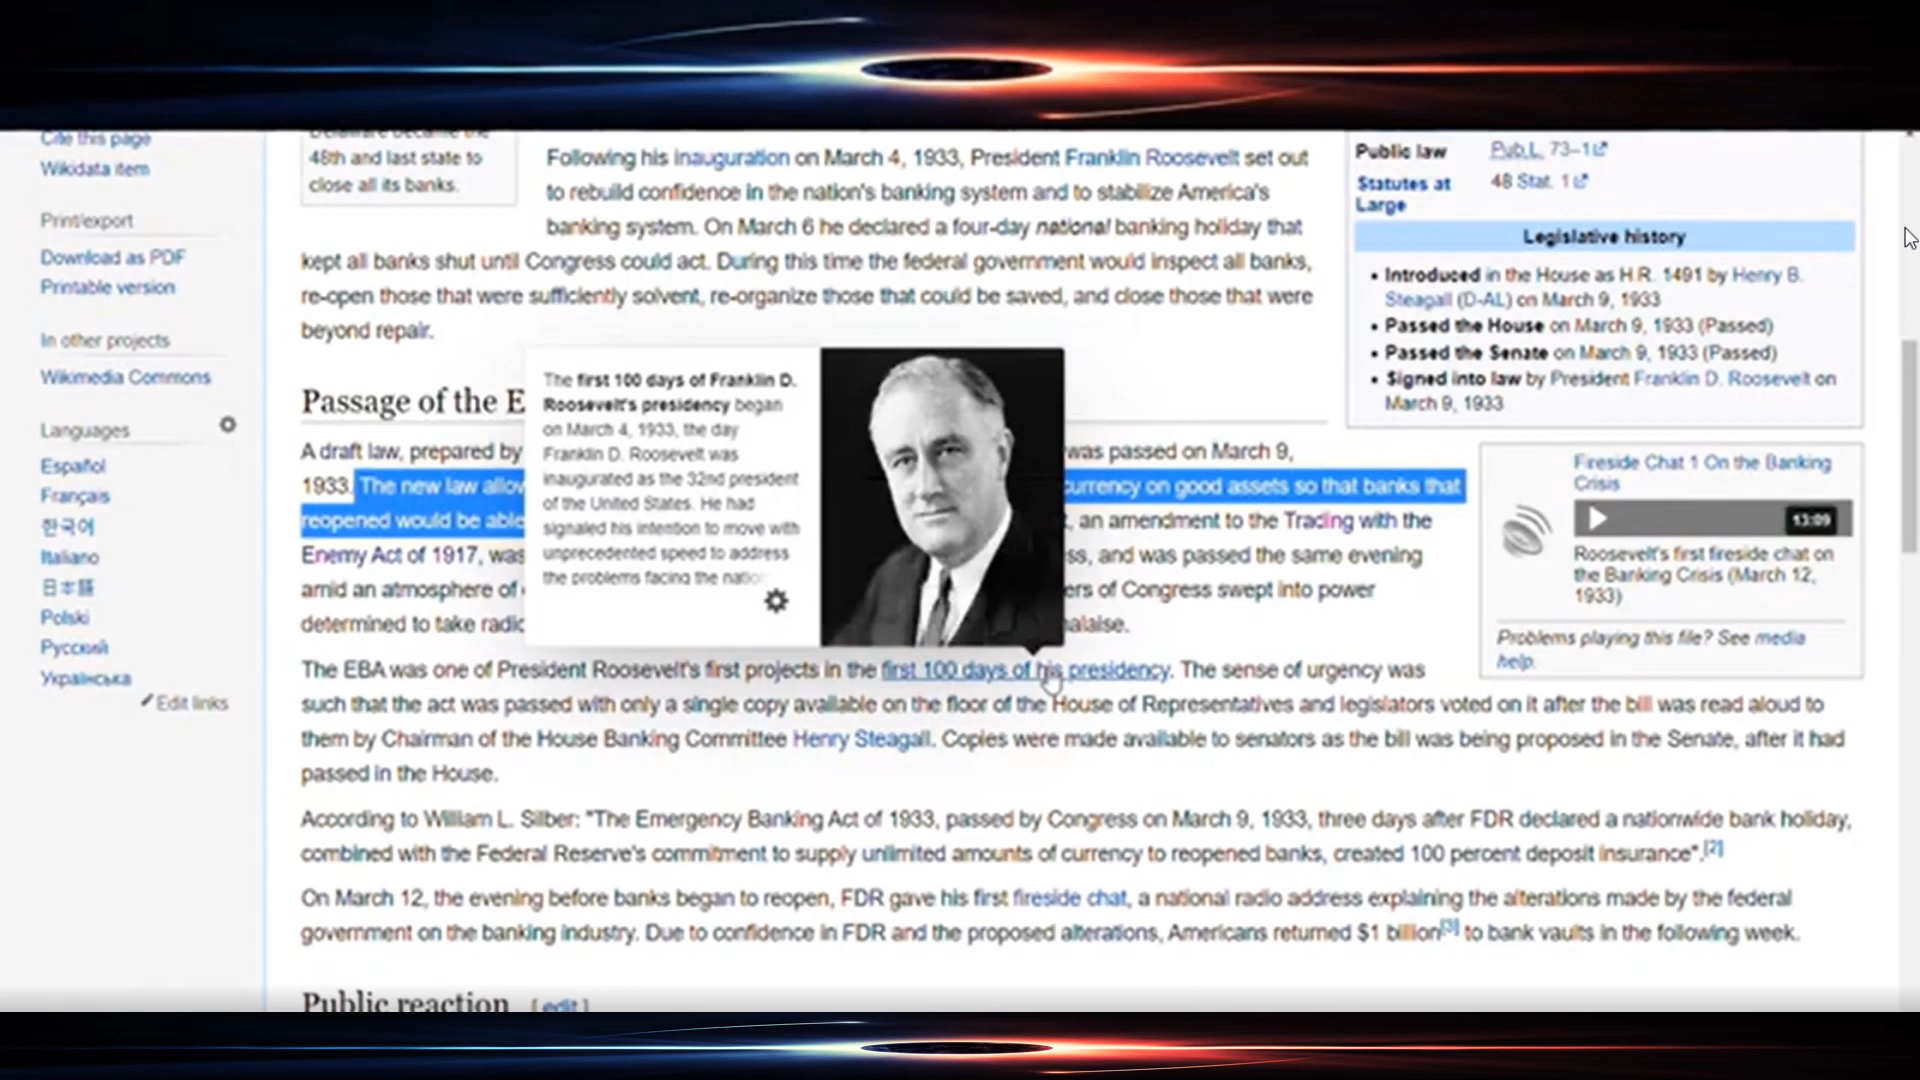 Cite this page
Wikidata item
Print/export
Download as PDF
Printable version
In other projects
Wikimedia Commons
Languages
Español
Français
한국어
Italiano
日本語
Polski
Русский
Українська
Edit links
Delaware became the
48th and last state to
close all its banks.
Following his inauguration on March 4, 1933, President Franklin Roosevelt set out
to rebuild confidence in the nation's banking system and to stabilize America's
banking system. On March 6 he declared a four-day national banking holiday that
kept all banks shut until Congress could act. During this time the federal government would inspect all banks,
re-open those that were sufficiently solvent, re-organize those that could be saved, and close those that were
beyond repair.
Passage of the E
A draft law, prepared by was passed on March 9,
1933. The new law allow currency on good assets so that banks that
reopened would be able , an amendment to the Trading with the
Enemy Act of 1917, was ss, and was passed the same evening
amid an atmosphere of ers of Congress swept into power
determined to take radic alaise.
The first 100 days of Franklin D.
Roosevelt's presidency began
on March 4, 1933, the day
Franklin D. Roosevelt was
inaugurated as the 32nd president
of the United States. He had
signaled his intention to move with
unprecedented speed to address
the problems facing the natio
The EBA was one of President Roosevelt's first projects in the first 100 days of his presidency. The sense of urgency was
such that the act was passed with only a single copy available on the floor of the House of Representatives and legislators voted on it after the bill was read aloud to
them by Chairman of the House Banking Committee Henry Steagall. Copies were made available to senators as the bill was being proposed in the Senate, after it had
passed in the House.
According to William L. Silber: "The Emergency Banking Act of 1933, passed by Congress on March 9, 1933, three days after FDR declared a nationwide bank holiday,
combined with the Federal Reserve's commitment to supply unlimited amounts of currency to reopened banks, created 100 percent deposit insurance".[2]
On March 12, the evening before banks began to reopen, FDR gave his first fireside chat, a national radio address explaining the alterations made by the federal
government on the banking industry. Due to confidence in FDR and the proposed alterations, Americans returned $1 billion[3] to bank vaults in the following week.
Public reaction [ edit ]
Public law Pub.L. 73–1
Statutes at Large 48 Stat. 1
Legislative history
• Introduced in the House as H.R. 1491 by Henry B.
Steagall (D-AL) on March 9, 1933
• Passed the House on March 9, 1933 (Passed)
• Passed the Senate on March 9, 1933 (Passed)
• Signed into law by President Franklin D. Roosevelt on
March 9, 1933
Fireside Chat 1 On the Banking
Crisis
13:09
Roosevelt's first fireside chat on
the Banking Crisis (March 12,
1933)
Problems playing this file? See media
help.